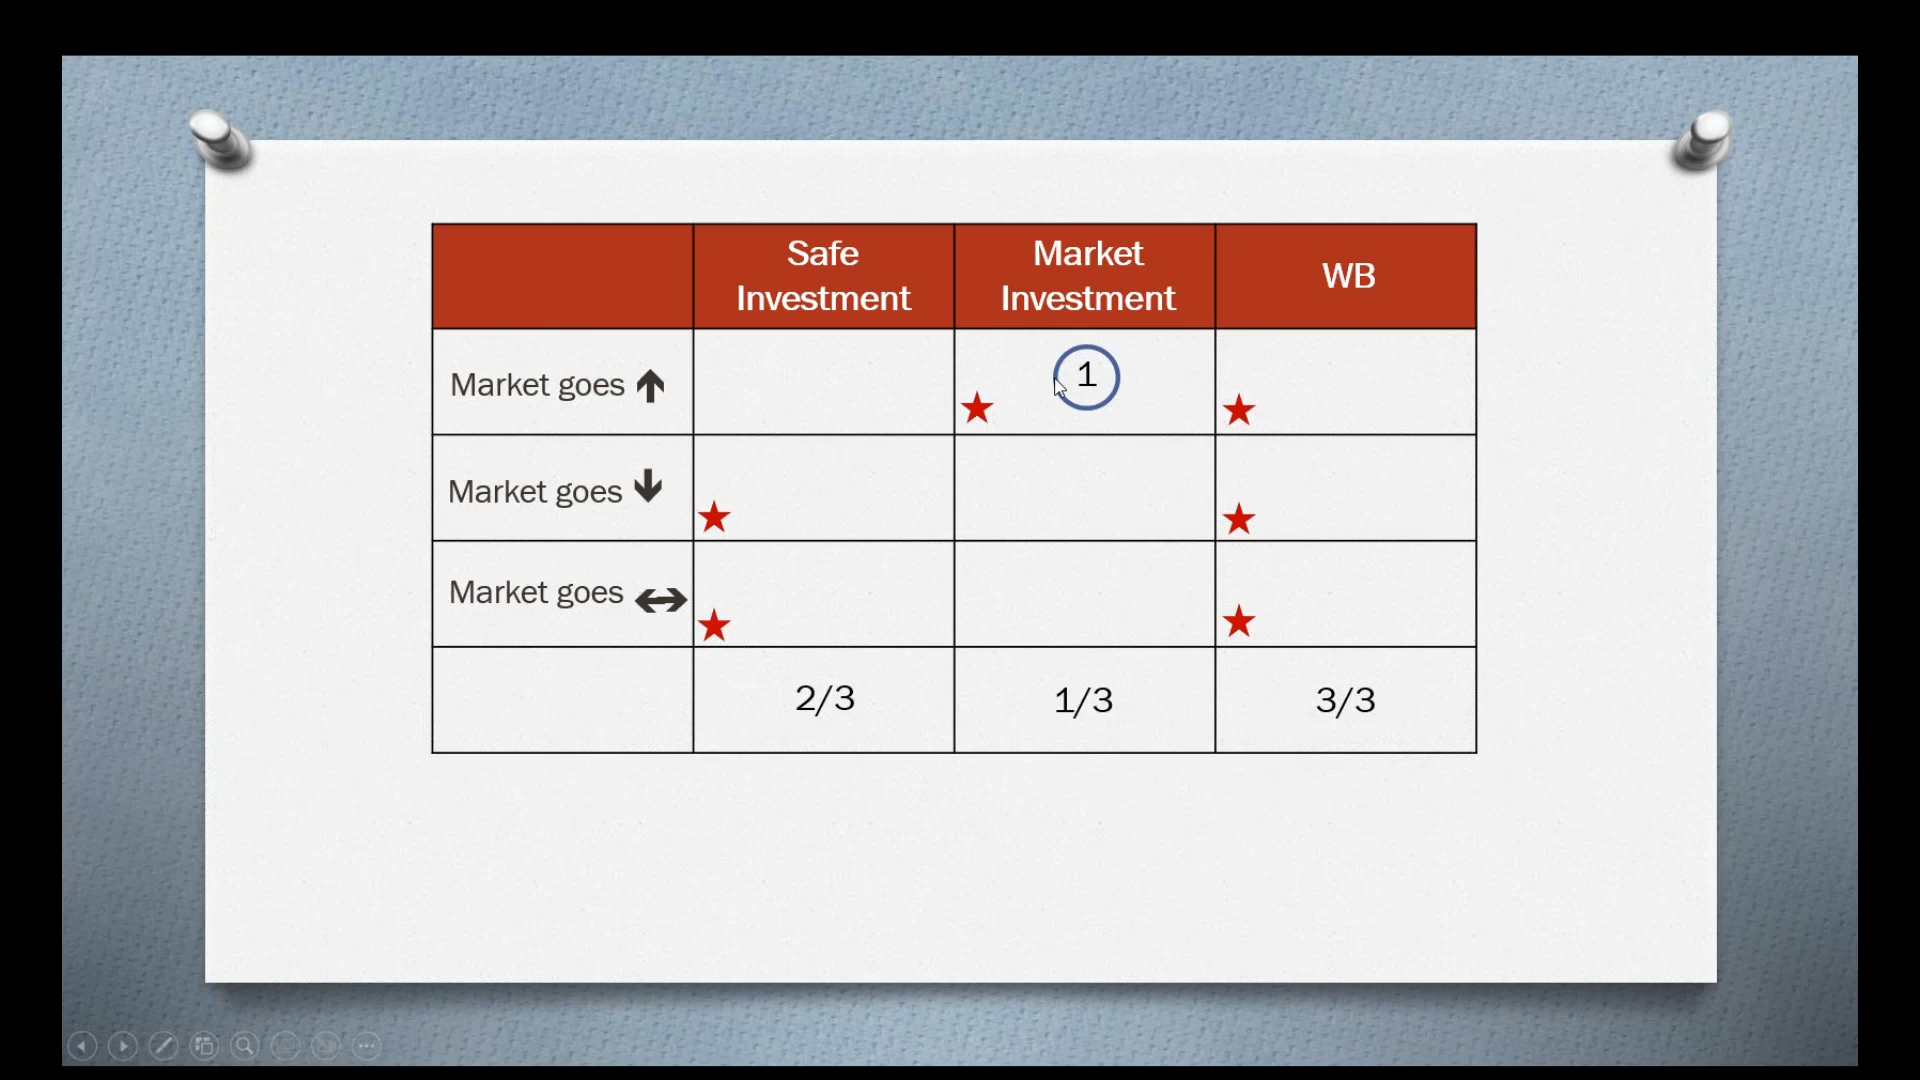 Safe
Investment
Market
Investment
WB
Market goes
1
Market goes
Market goes
2/3
1/3
3/3